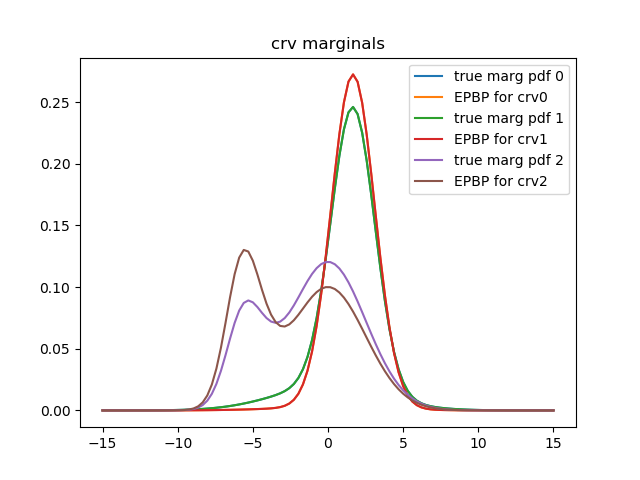 crv marginals
true marg pdf 0
EPBP for crv0
true marg pdf 1
EPBP for crv1
true marg pdf 2
EPBP for crv2
0.25
0.20
0.15
0.10
0.05
0.00
−15 −10 −5 0 5 10 15